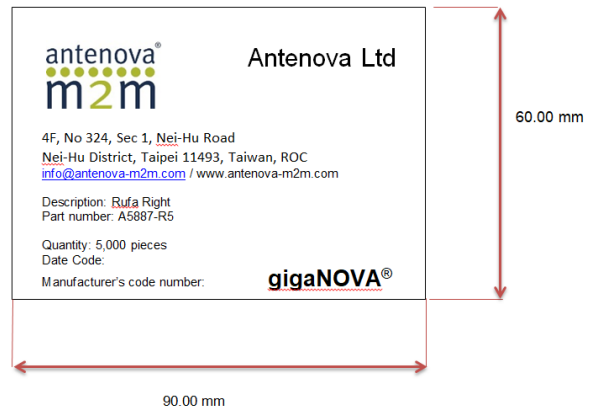 antenova®
m2m
Antenova Ltd
60.00 mm
4F, No 324, Sec 1, Nei-Hu Road
Nei-Hu District, Taipei 11493, Taiwan, ROC
info@antenova-m2m.com / www.antenova-m2m.com
Description: Rufa Right
Part number: A5887-R5
Quantity: 5,000 pieces
Date Code:
Manufacturer's code number:
gigaNOVA®
90.00 mm